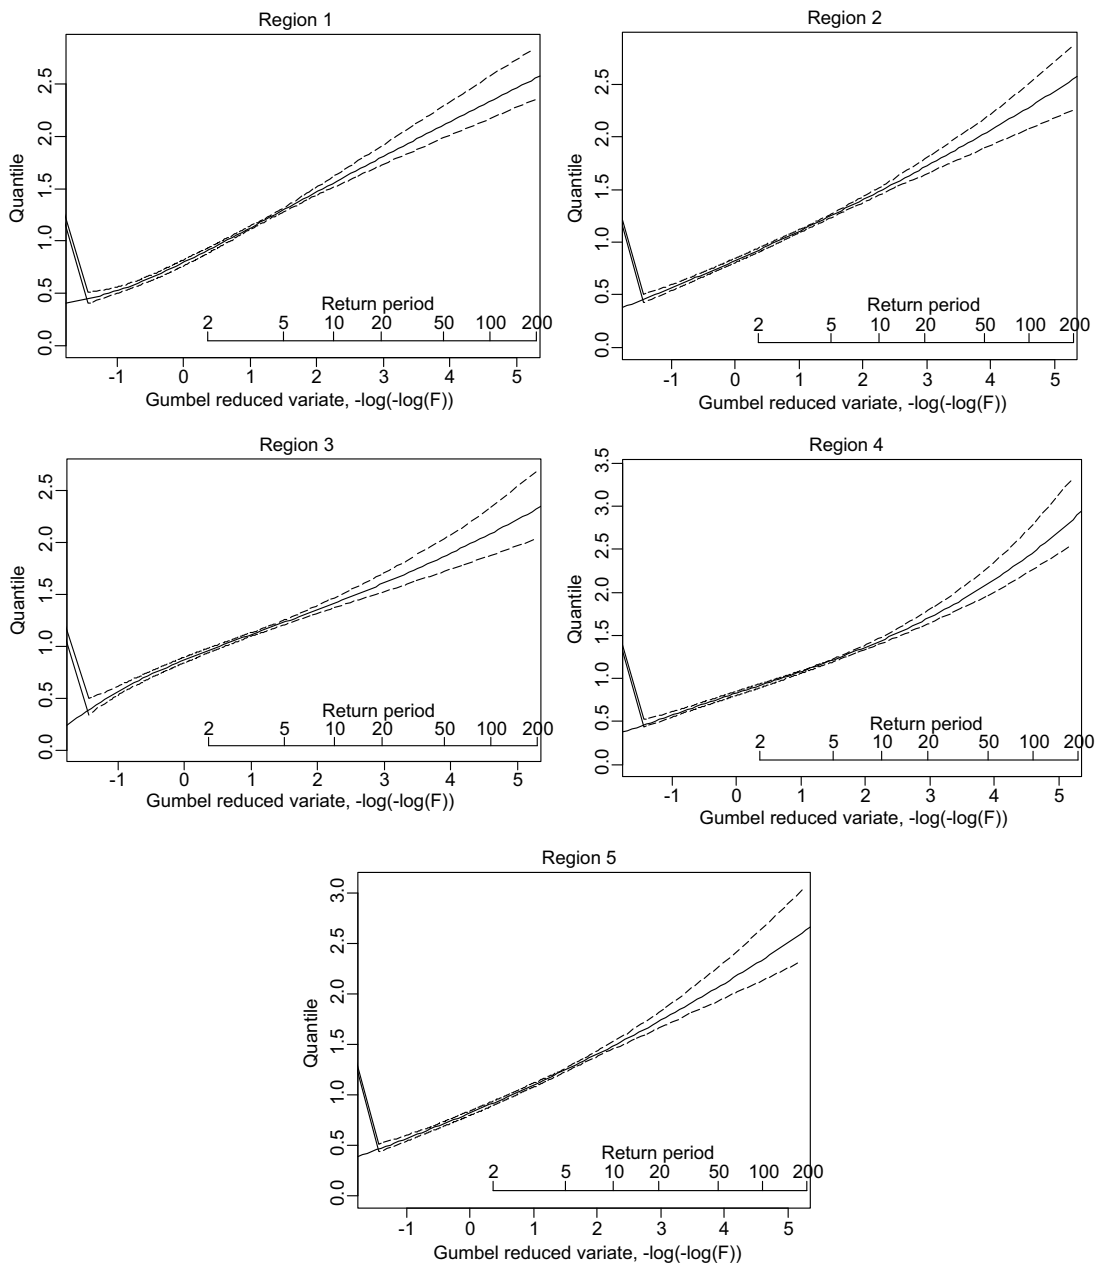 Region 1
Quantile
0.0 0.5 1.0 1.5 2.0 2.5
Return period
2 5 10 20 50 100 200
-1 0 1 2 3 4 5
Gumbel reduced variate, -log(-log(F))
Region 2
Quantile
0.0 0.5 1.0 1.5 2.0 2.5
Return period
2 5 10 20 50 100 200
-1 0 1 2 3 4 5
Gumbel reduced variate, -log(-log(F))
Region 3
Quantile
0.0 0.5 1.0 1.5 2.0 2.5
Return period
2 5 10 20 50 100 200
-1 0 1 2 3 4 5
Gumbel reduced variate, -log(-log(F))
Region 4
Quantile
0.0 0.5 1.0 1.5 2.0 2.5 3.0 3.5
Return period
2 5 10 20 50 100 200
-1 0 1 2 3 4 5
Gumbel reduced variate, -log(-log(F))
Region 5
Quantile
0.0 0.5 1.0 1.5 2.0 2.5 3.0
Return period
2 5 10 20 50 100 200
-1 0 1 2 3 4 5
Gumbel reduced variate, -log(-log(F))